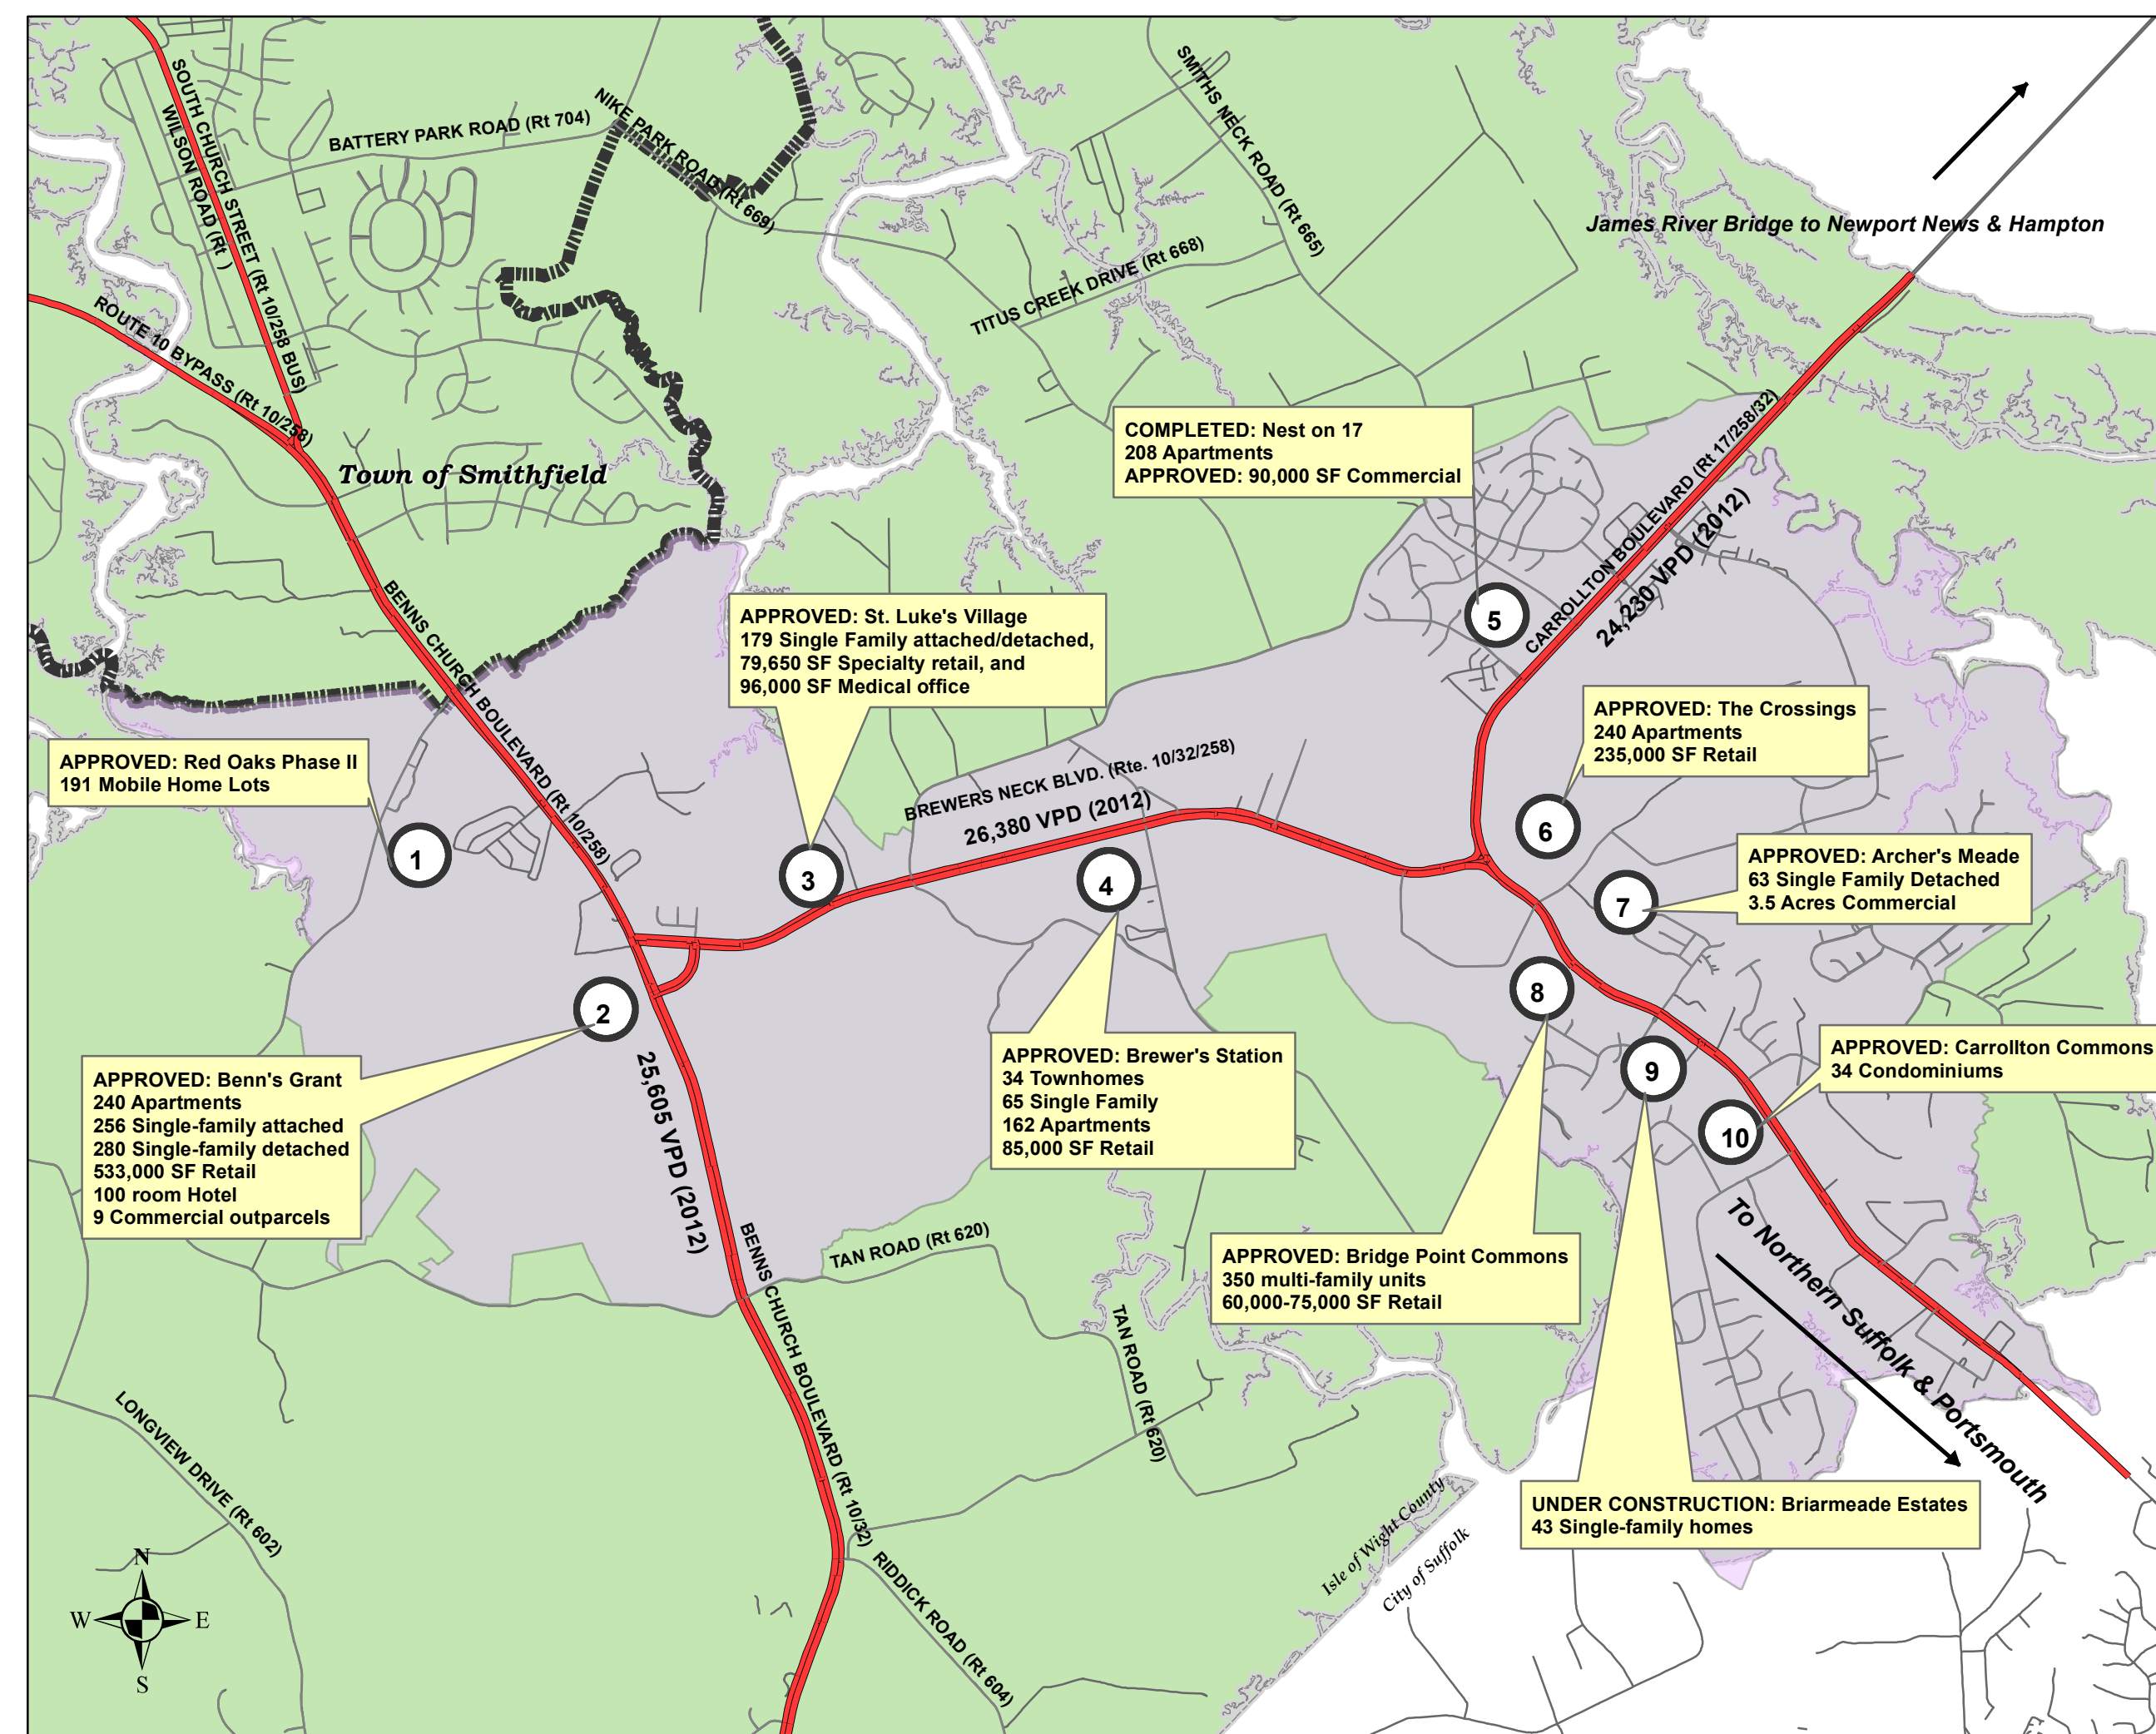 SOUTH CHURCH STREET (Rt 10/258 BUS)
WILSON ROAD (Rt )
BATTERY PARK ROAD (Rt 704)
NIKE PARK ROAD (Rt 669)
SMITHS NECK ROAD (Rt 665)
James River Bridge to Newport News & Hampton
TITUS CREEK DRIVE (Rt 668)
ROUTE 10 BYPASS (Rt 10/258)
Town of Smithfield
COMPLETED: Nest on 17
208 Apartments
APPROVED: 90,000 SF Commercial
CARROLLTON BOULEVARD (Rt 17/258/32)
24,230 VPD (2012)
5
BENNS CHURCH BOULEVARD (Rt 10/258)
APPROVED: St. Luke's Village
179 Single Family attached/detached,
79,650 SF Specialty retail, and
96,000 SF Medical office
APPROVED: The Crossings
240 Apartments
235,000 SF Retail
APPROVED: Red Oaks Phase II
191 Mobile Home Lots
BREWERS NECK BLVD. (Rte. 10/32/258)
26,380 VPD (2012)
6
1
3
4
APPROVED: Archer's Meade
63 Single Family Detached
3.5 Acres Commercial
7
8
2
25,605 VPD (2012)
APPROVED: Benn's Grant
240 Apartments
256 Single-family attached
280 Single-family detached
533,000 SF Retail
100 room Hotel
9 Commercial outparcels
APPROVED: Brewer's Station
34 Townhomes
65 Single Family
162 Apartments
85,000 SF Retail
APPROVED: Carrollton Commons
34 Condominiums
9
10
TAN ROAD (Rt 620)
BENNS CHURCH BOULEVARD (Rt 10/32)
APPROVED: Bridge Point Commons
350 multi-family units
60,000-75,000 SF Retail
To Northern Suffolk & Portsmouth
TAN ROAD (Rt 620)
LONGVIEW DRIVE (Rt 602)
UNDER CONSTRUCTION: Briarmeade Estates
43 Single-family homes
Isle of Wight County
City of Suffolk
RIDDICK ROAD (Rt 604)
N
W E
S